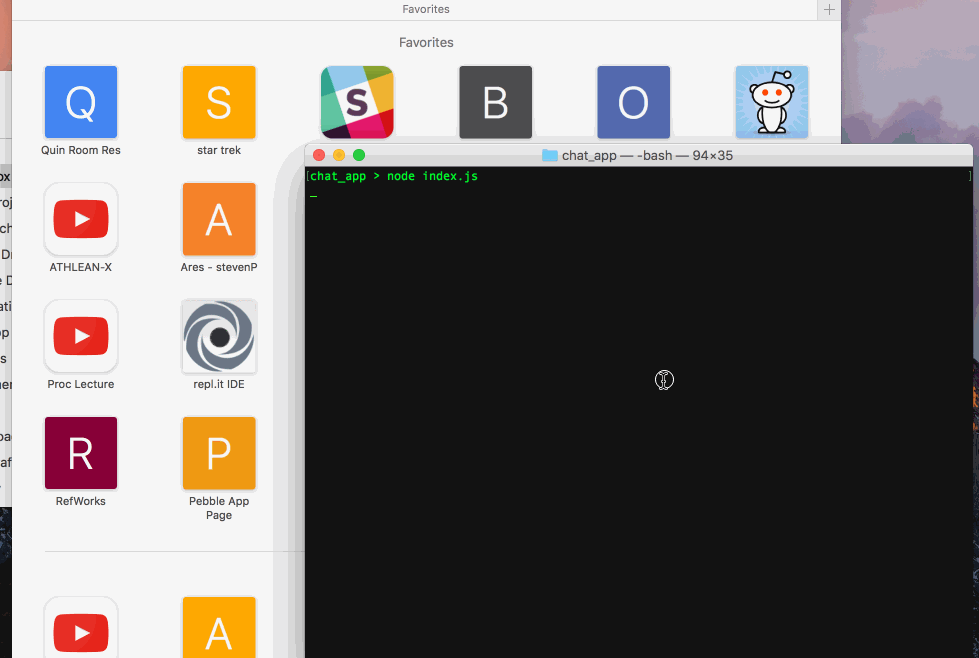 Favorites
Favorites
Q
S
S
B
O
Quin Room Res
star trek
chat_app — -bash — 94×35
chat_app > node index.js
A
ATHLEAN-X
Ares - stevenP
Proc Lecture
repl.it IDE
R
P
RefWorks
Pebble App
Page
A